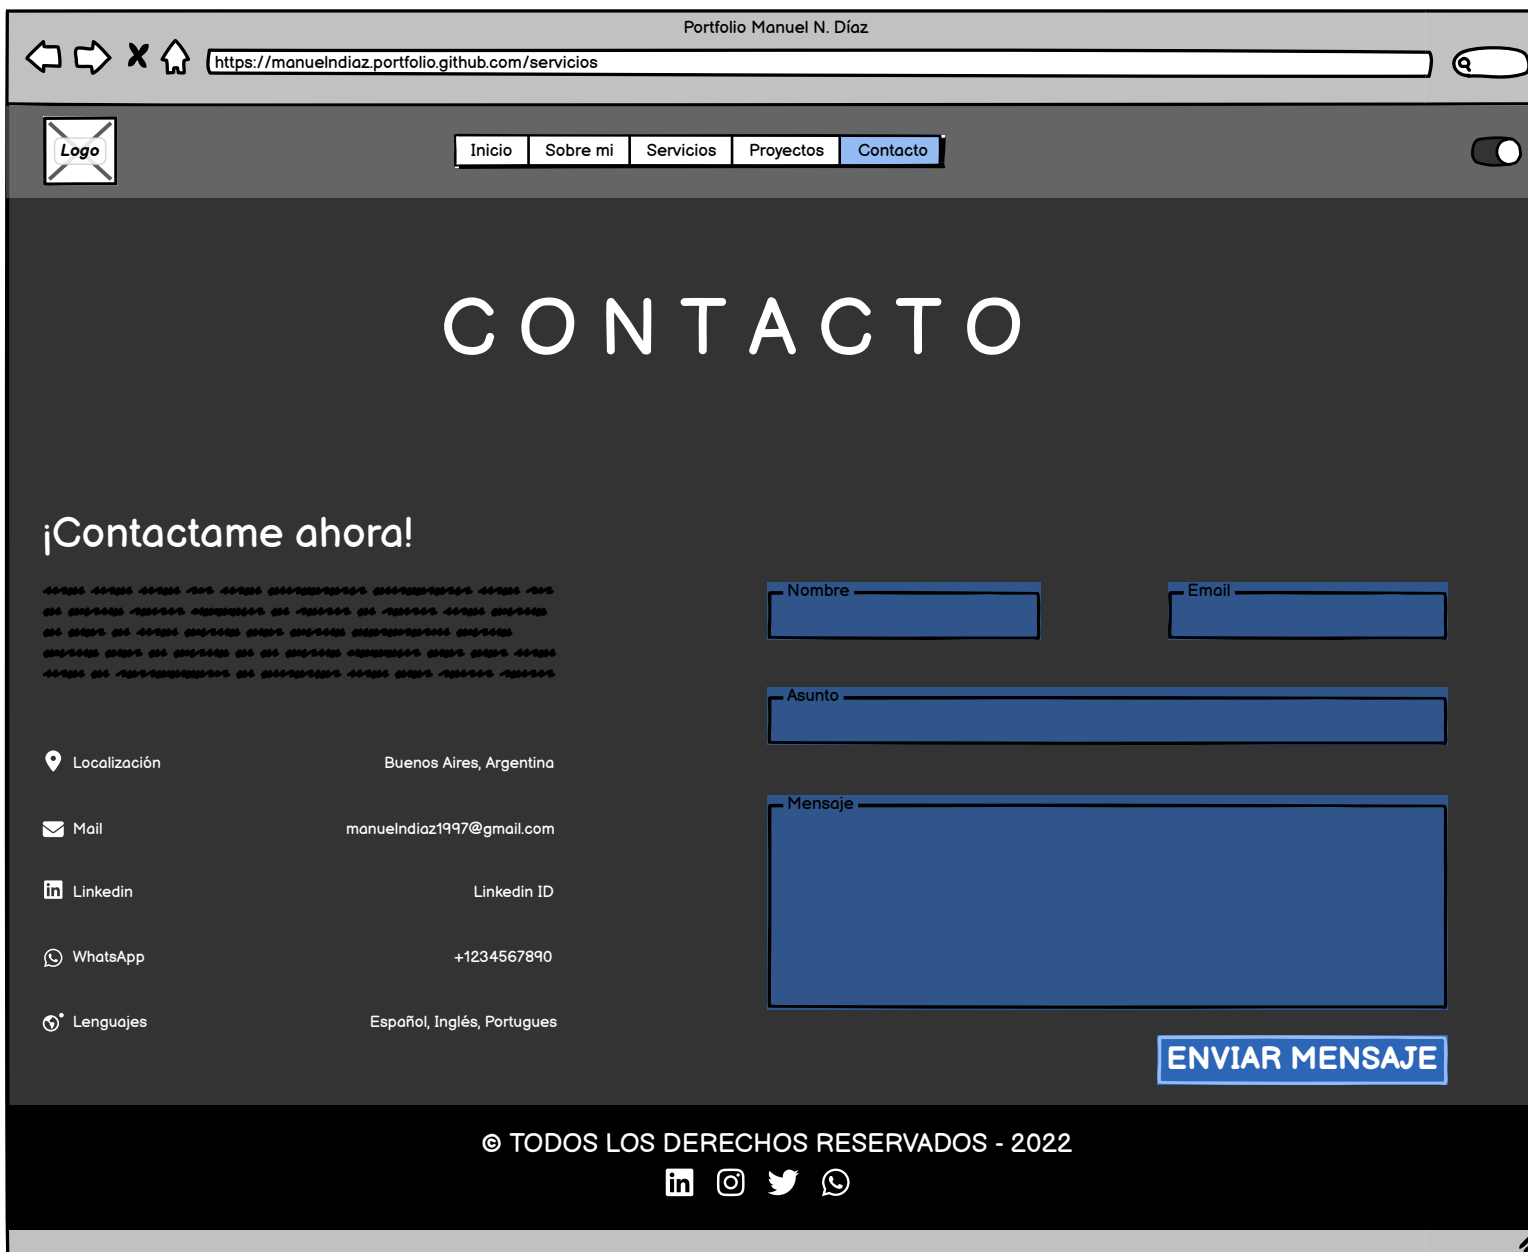 Portfolio Manuel N. Díaz
https://manuelndiaz.portfolio.github.com/servicios
Logo
Inicio Sobre mi Servicios Proyectos Contacto
CONTACTO
¡Contactame ahora!
Nombre Email
Asunto
Mensaje
Localización Buenos Aires, Argentina
Mail manuelndiaz1997@gmail.com
Linkedin Linkedin ID
WhatsApp +1234567890
Lenguajes Español, Inglés, Portugues
ENVIAR MENSAJE
© TODOS LOS DERECHOS RESERVADOS - 2022